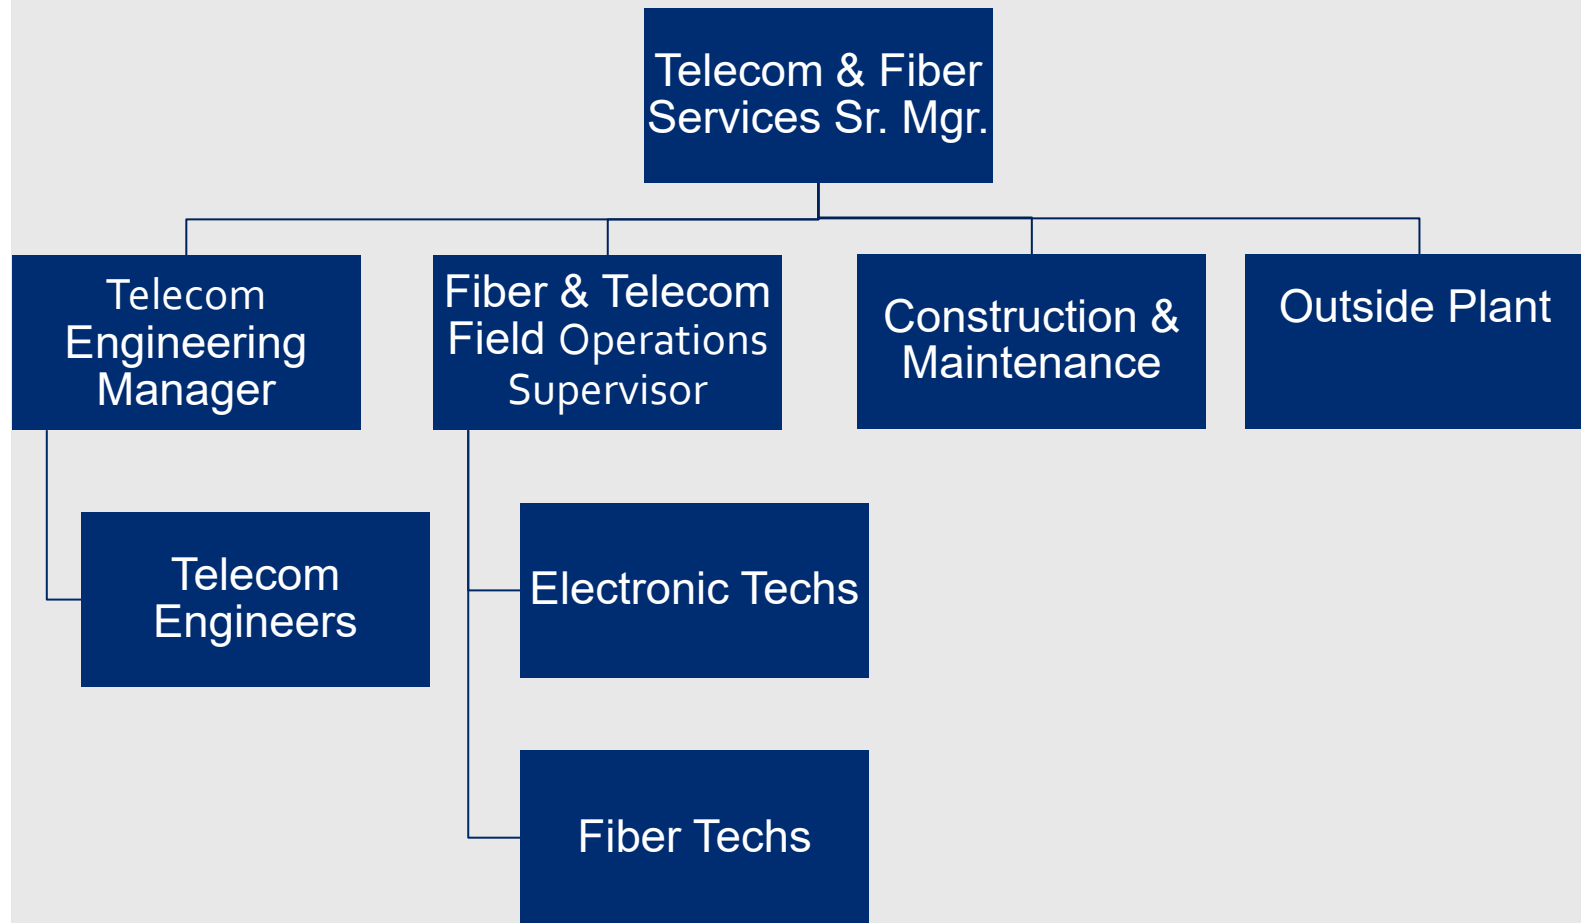 Telecom & Fiber
Services Sr. Mgr.
Telecom
Engineering
Manager
Fiber & Telecom
Field Operations
Supervisor
Construction &
Maintenance
Outside Plant
Telecom
Engineers
Electronic Techs
Fiber Techs